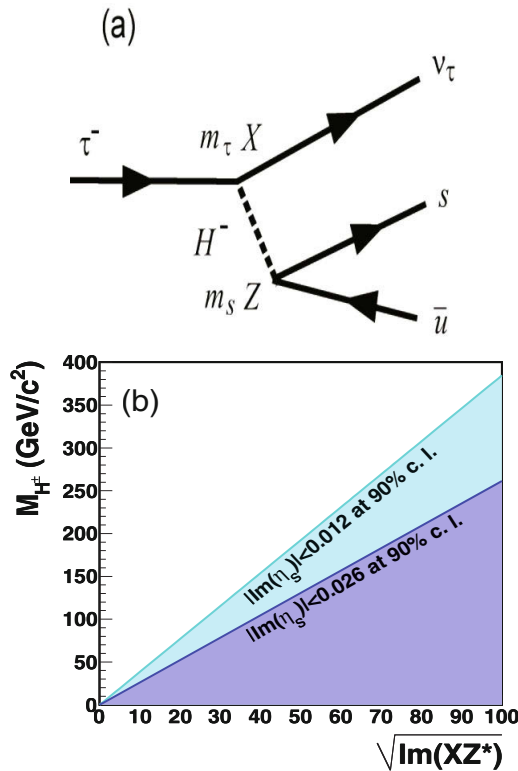 (a)
ν_τ
τ⁻
m_τ X
s
H⁻
m_s Z
ū
(b)
M_H± (GeV/c²)
400
350
300
250
200
150
100
50
0
|Im(η_s)|<0.012 at 90% c. l.
|Im(η_s)|<0.026 at 90% c. l.
0 10 20 30 40 50 60 70 80 90 100
√Im(XZ*)